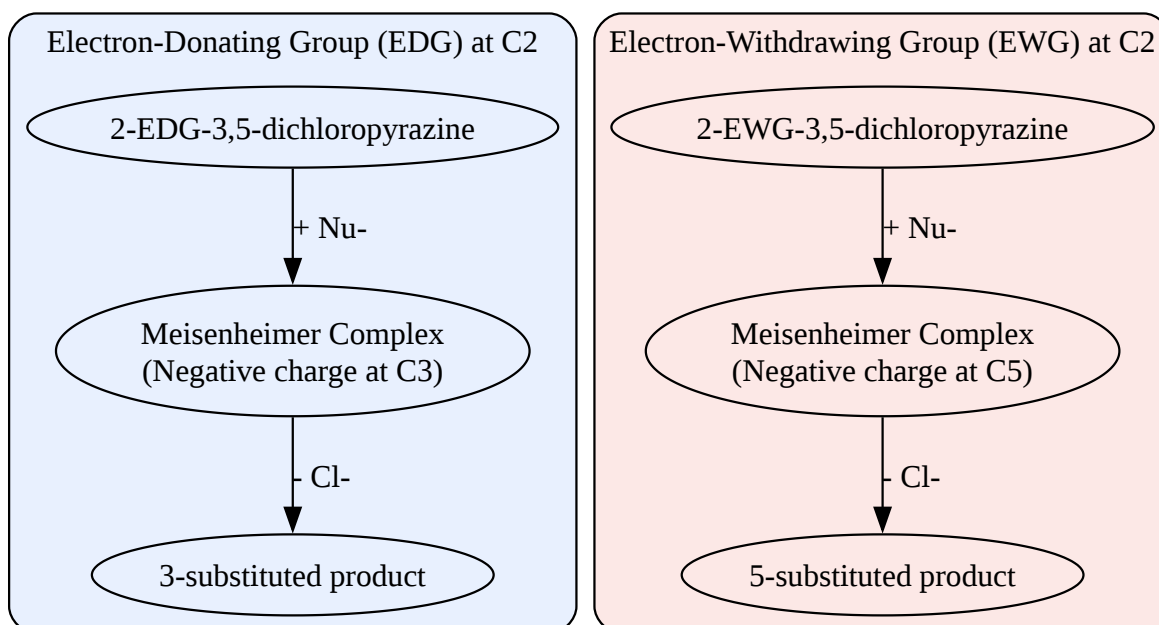 Electron-Donating Group (EDG) at C2
2-EDG-3,5-dichloropyrazine
+ Nu-
Meisenheimer Complex
(Negative charge at C3)
- Cl-
3-substituted product
Electron-Withdrawing Group (EWG) at C2
2-EWG-3,5-dichloropyrazine
+ Nu-
Meisenheimer Complex
(Negative charge at C5)
- Cl-
5-substituted product